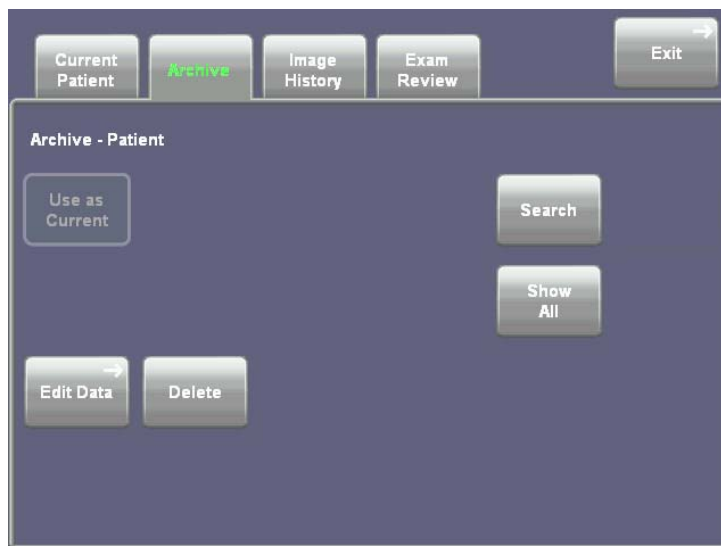 Current
Patient
Archive
Image
History
Exam
Review
Exit
Archive - Patient
Use as
Current
Search
Show
All
Edit Data
Delete